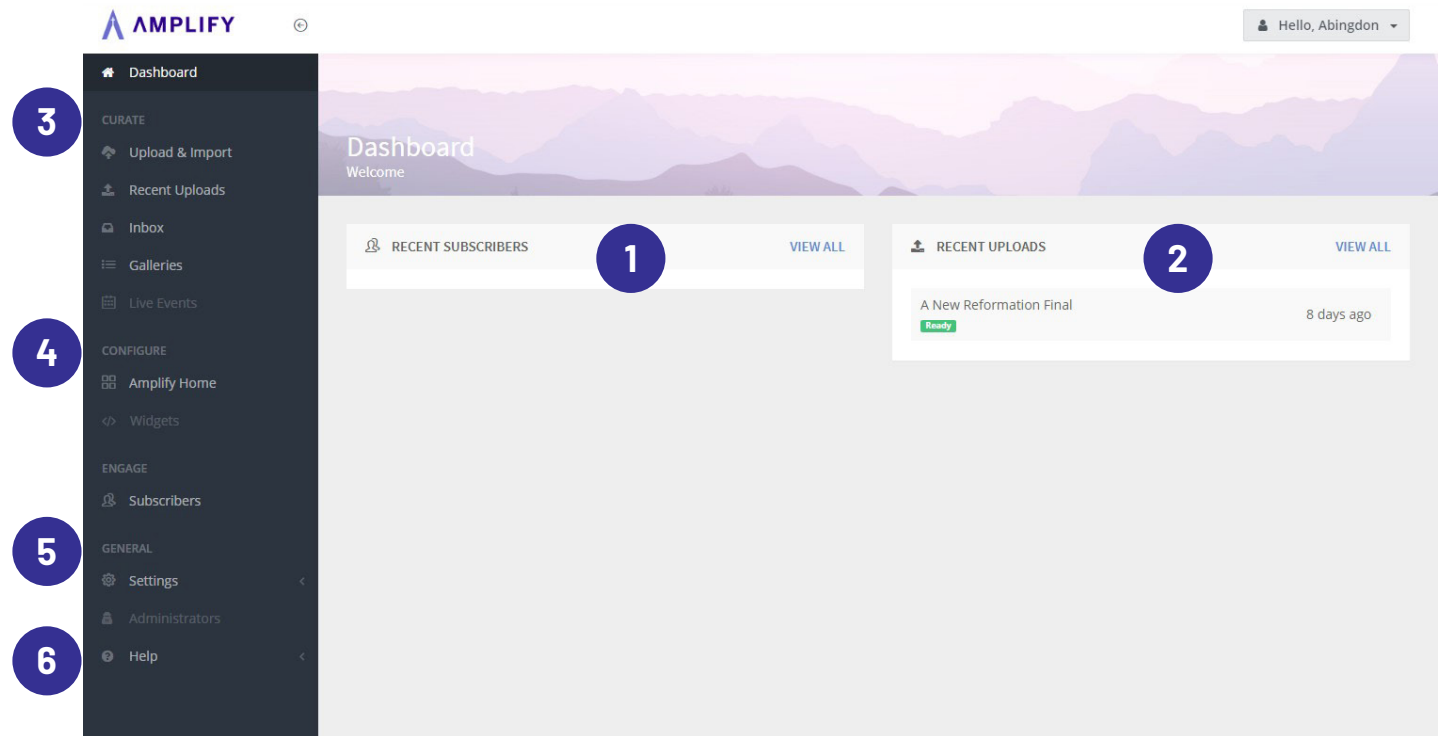 AMPLIFY
Hello, Abingdon
Dashboard
3
CURATE
Upload & Import
Recent Uploads
Inbox
Galleries
Live Events
4
CONFIGURE
Amplify Home
Widgets
ENGAGE
Subscribers
5
GENERAL
Settings
Administrators
6
Help
Dashboard
Welcome
RECENT SUBSCRIBERS
1
VIEW ALL
RECENT UPLOADS
2
VIEW ALL
A New Reformation Final
Ready
8 days ago